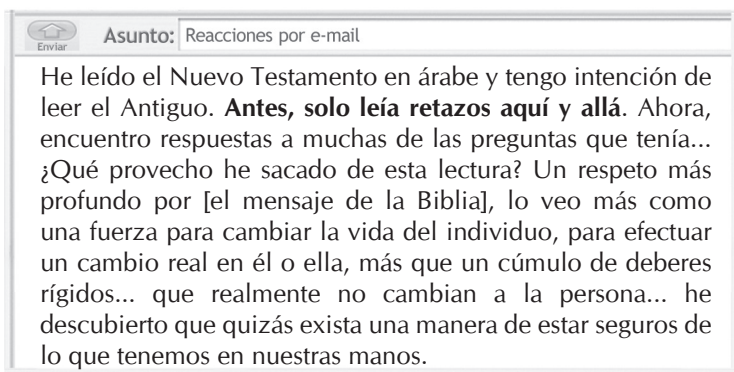 Enviar
Asunto: Reacciones por e-mail
He leído el Nuevo Testamento en árabe y tengo intención de
leer el Antiguo. Antes, solo leía retazos aquí y allá. Ahora,
encuentro respuestas a muchas de las preguntas que tenía...
¿Qué provecho he sacado de esta lectura? Un respeto más
profundo por [el mensaje de la Biblia], lo veo más como
una fuerza para cambiar la vida del individuo, para efectuar
un cambio real en él o ella, más que un cúmulo de deberes
rígidos... que realmente no cambian a la persona... he
descubierto que quizás exista una manera de estar seguros de
lo que tenemos en nuestras manos.